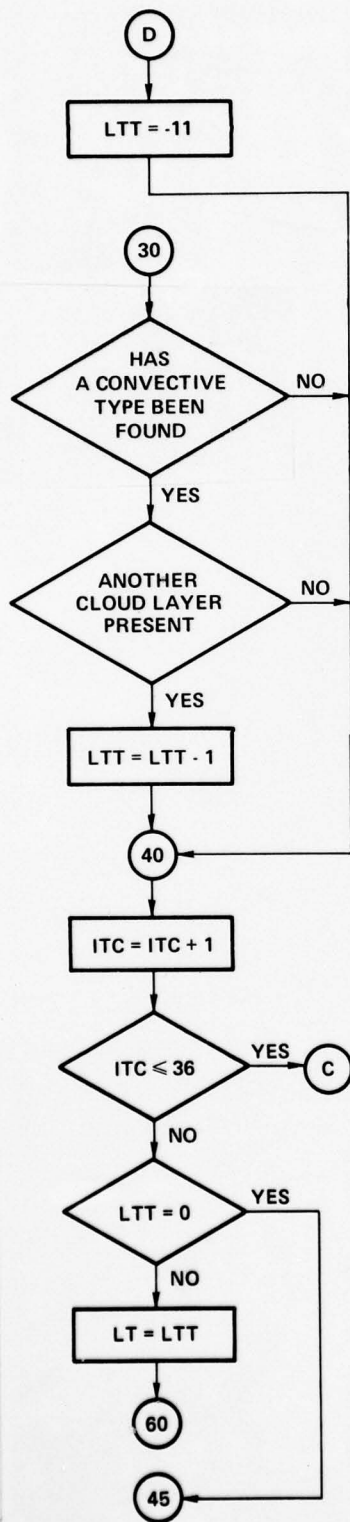 D
LTT = -11
30
HAS
A CONVECTIVE
TYPE BEEN
FOUND
NO
YES
ANOTHER
CLOUD LAYER
PRESENT
NO
YES
LTT = LTT - 1
40
ITC = ITC + 1
ITC ⩽ 36
YES
C
NO
LTT = 0
YES
NO
LT = LTT
60
45